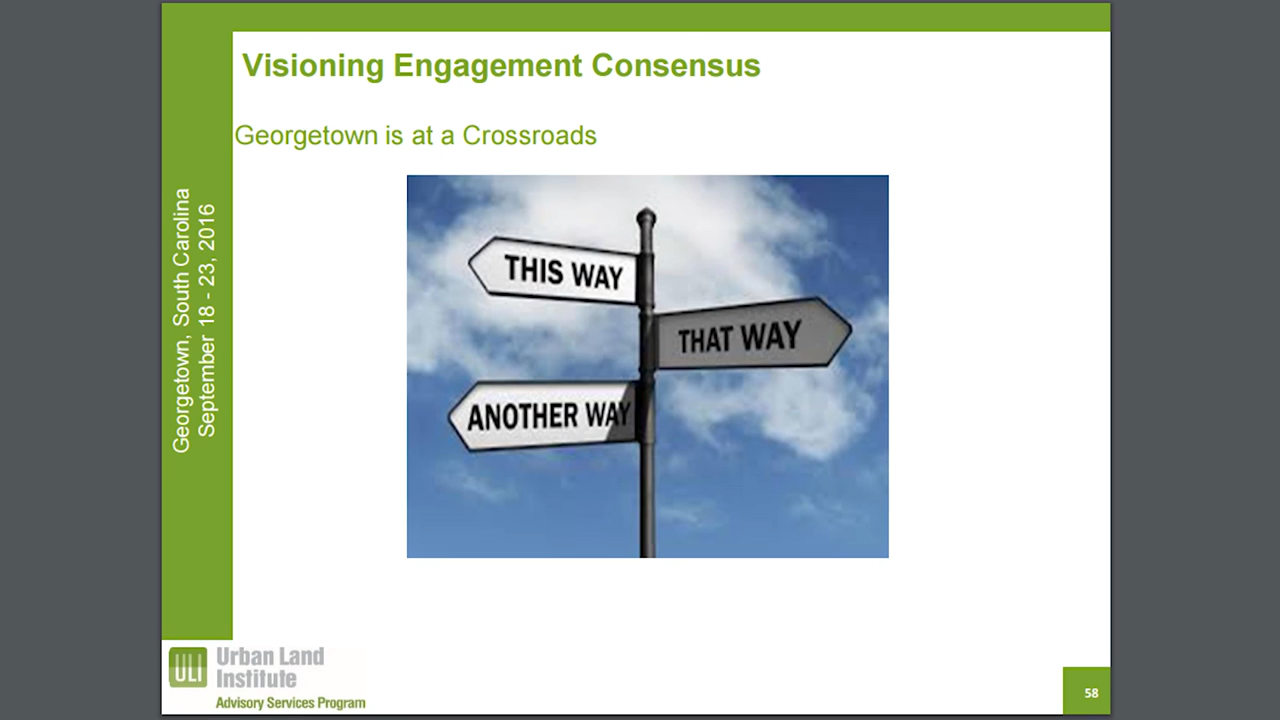 Visioning Engagement Consensus
Georgetown is at a Crossroads
THIS WAY
THAT WAY
ANOTHER WAY
Georgetown, South Carolina
September 18 - 23, 2016
ULI
Urban Land
Institute
Advisory Services Program
58